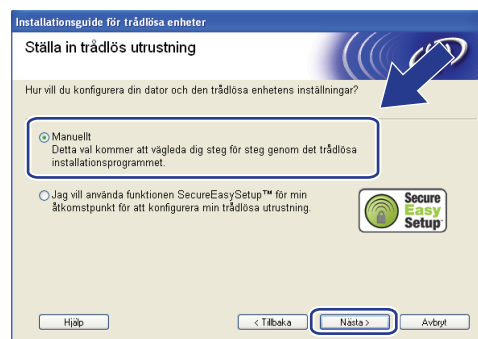 Installationsguide för trådlösa enheter
Ställa in trådlös utrustning
Hur vill du konfigurera din dator och den trådlösa enhetens inställningar?
Manuellt
Detta val kommer att vägleda dig steg för steg genom det trådlösa
installationsprogrammet.
Jag vill använda funktionen SecureEasySetup™ för min
åtkomstpunkt för att konfigurera min trådlösa utrustning.
Secure
Easy
Setup
Hjälp
< Tillbaka
Nästa >
Avbryt